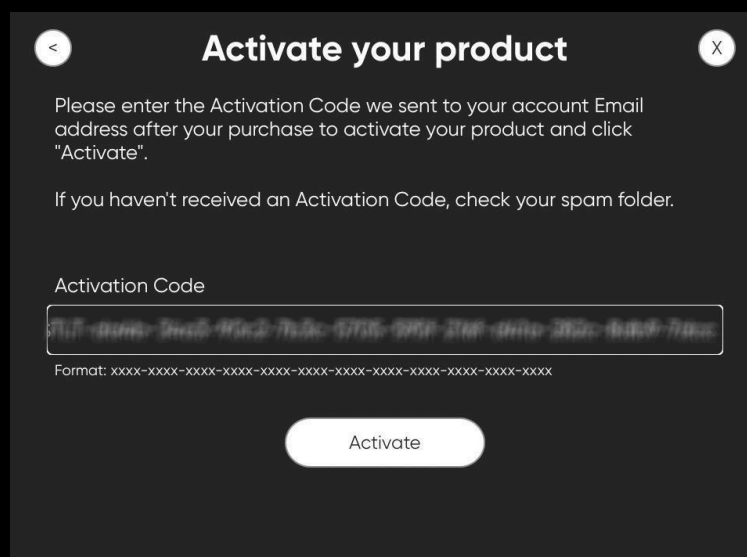 <
Activate your product
X
Please enter the Activation Code we sent to your account Email
address after your purchase to activate your product and click
"Activate".
If you haven't received an Activation Code, check your spam folder.
Activation Code
Format: xxxx-xxxx-xxxx-xxxx-xxxx-xxxx-xxxx-xxxx-xxxx-xxxx-xxxx-xxxx
Activate